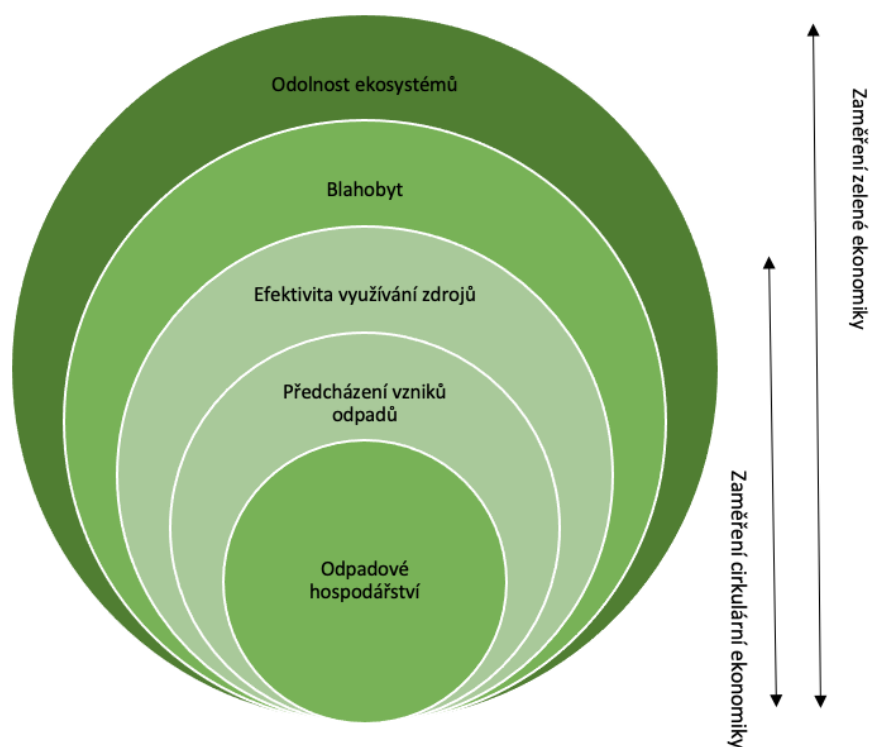 Odolnost ekosystémů
Blahobyt
Efektivita využívání zdrojů
Předcházení vzniků
odpadů
Odpadové
hospodářství
Zaměření cirkulární ekonomiky
Zaměření zelené ekonomiky